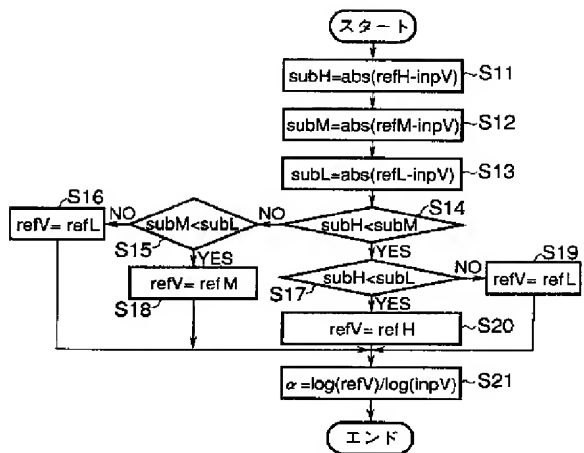 スタート
subH=abs(refH-inpV) S11
subM=abs(refM-inpV) S12
subL=abs(refL-inpV) S13
subH<subM S14
NO
YES
subM<subL S15
NO
YES
refV=refL S16
subH<subL S17
NO
YES
refV=refM S18
refV=refL S19
refV=refH S20
α=log(refV)/log(inpV) S21
エンド